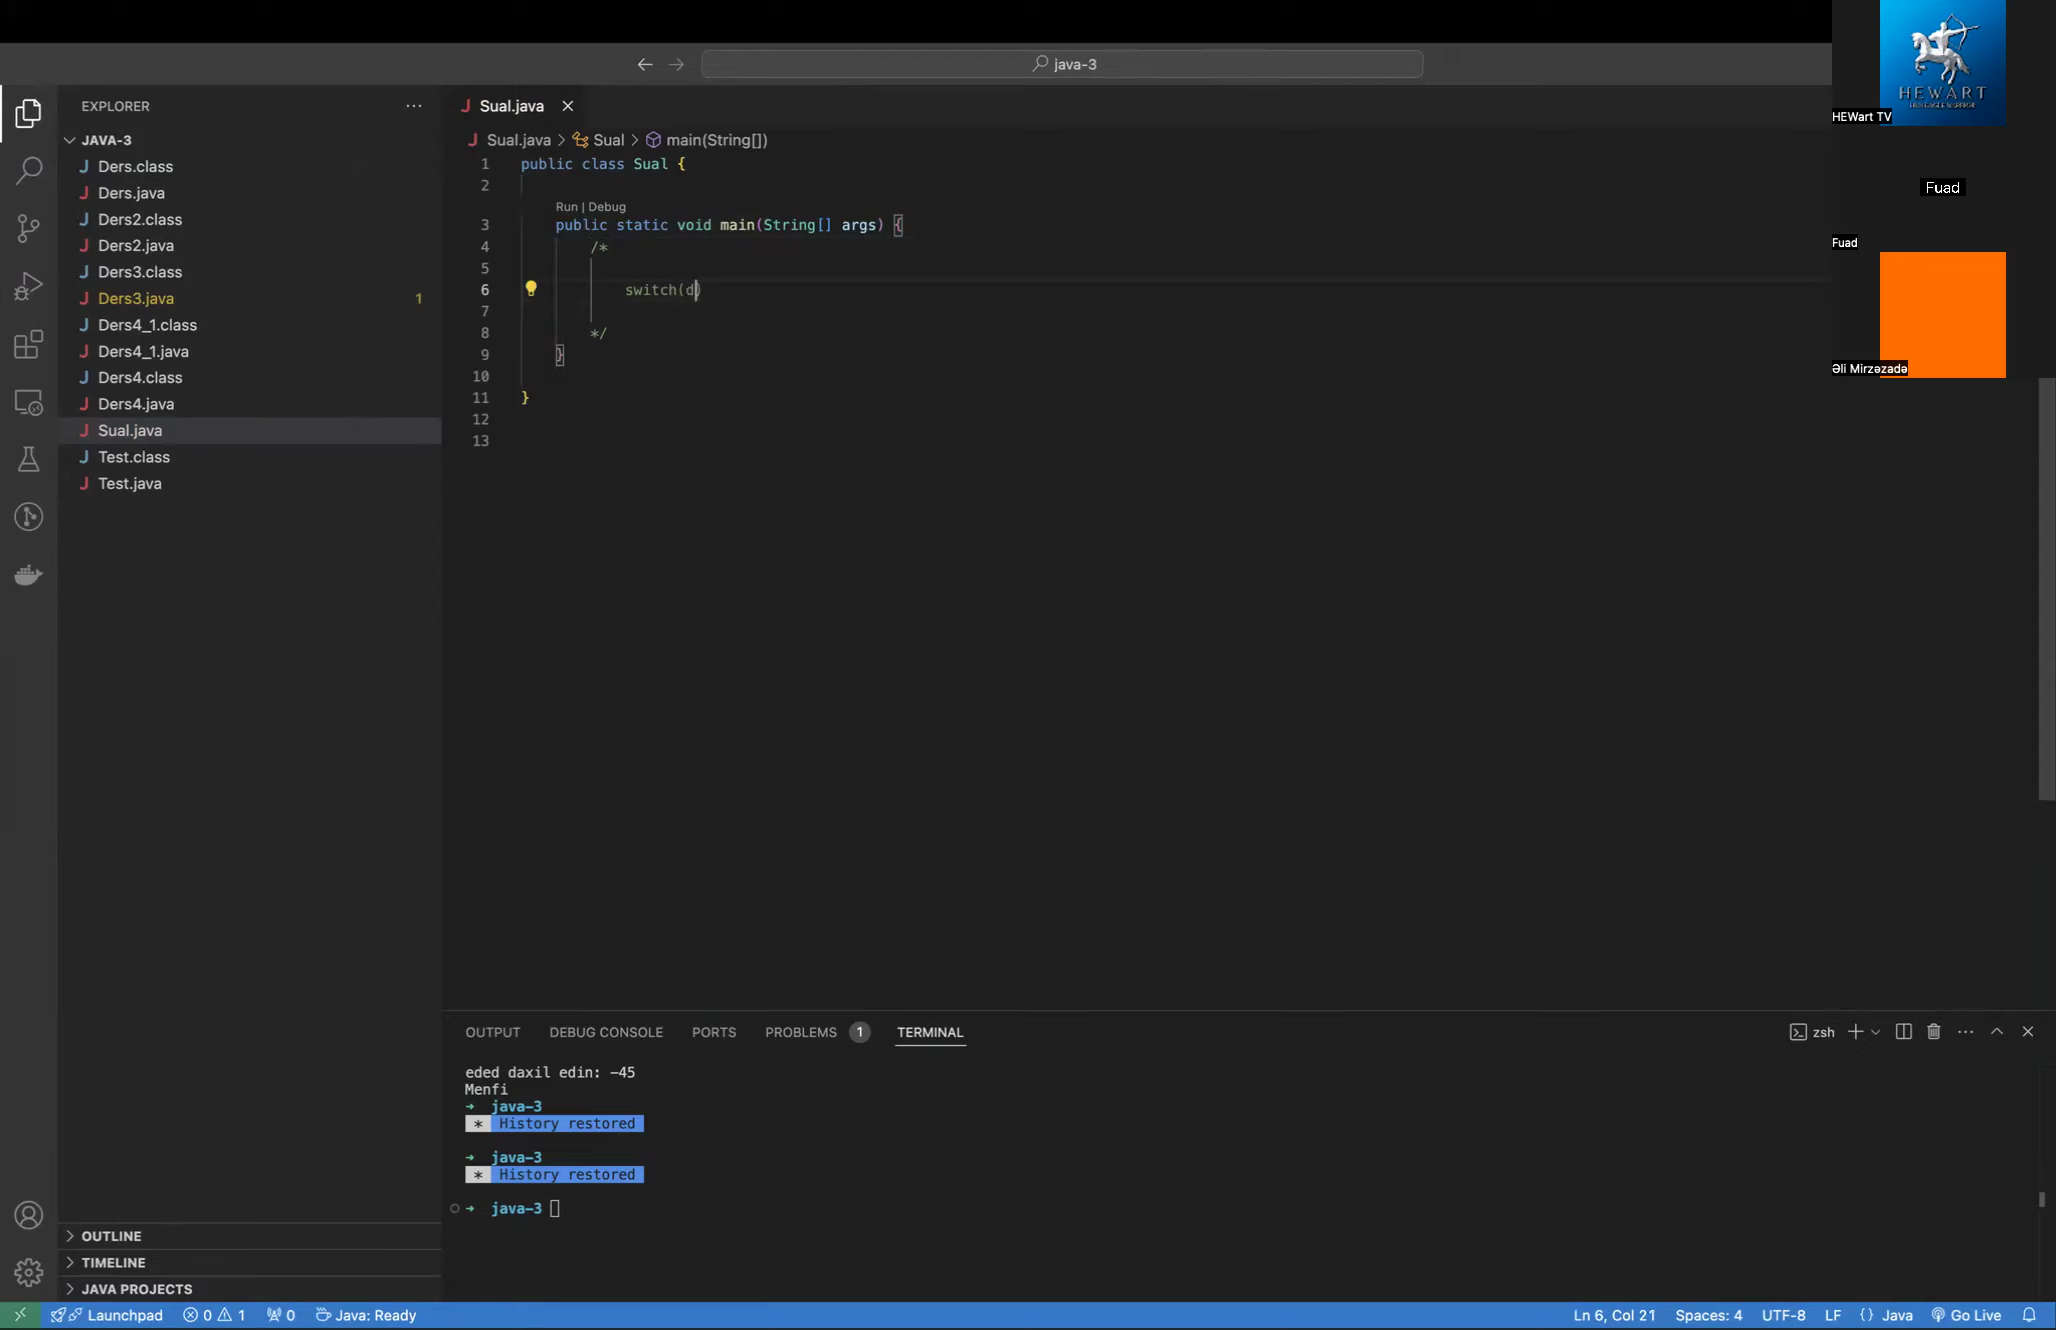 java-3
HEWART
HEWart TV
Fuad
Fuad
Əli Mirzəzadə
EXPLORER
JAVA-3
Ders.class
Ders.java
Ders2.class
Ders2.java
Ders3.class
Ders3.java 1
Ders4_1.class
Ders4_1.java
Ders4.class
Ders4.java
Sual.java
Test.class
Test.java
OUTLINE
TIMELINE
JAVA PROJECTS
Sual.java
Sual.java > Sual > main(String[])
1 public class Sual {
2
Run | Debug
3 public static void main(String[] args) {
4 /*
5
6 switch(d)
7
8 */
9 }
10
11 }
12
13
OUTPUT DEBUG CONSOLE PORTS PROBLEMS 1 TERMINAL
zsh
eded daxil edin: -45
Menfi
→ java-3
* History restored
→ java-3
* History restored
→ java-3
Launchpad 0 1 0 Java: Ready Ln 6, Col 21 Spaces: 4 UTF-8 LF {} Java Go Live